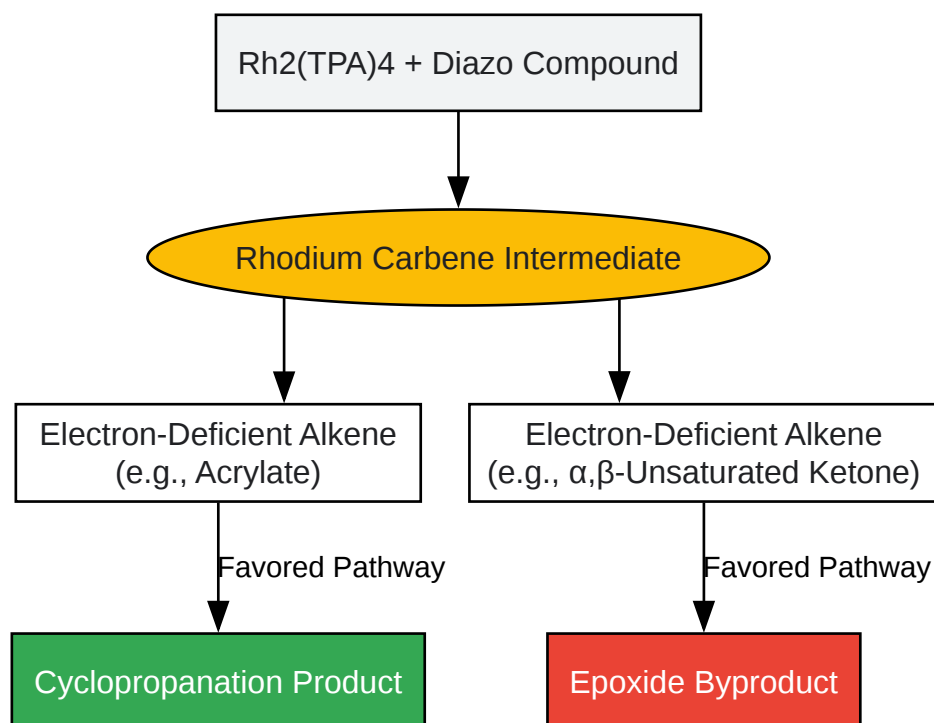 Rh2(TPA)4 + Diazo Compound
Rhodium Carbene Intermediate
Electron-Deficient Alkene
(e.g., Acrylate)
Electron-Deficient Alkene
(e.g., α,β-Unsaturated Ketone)
Favored Pathway
Favored Pathway
Cyclopropanation Product
Epoxide Byproduct